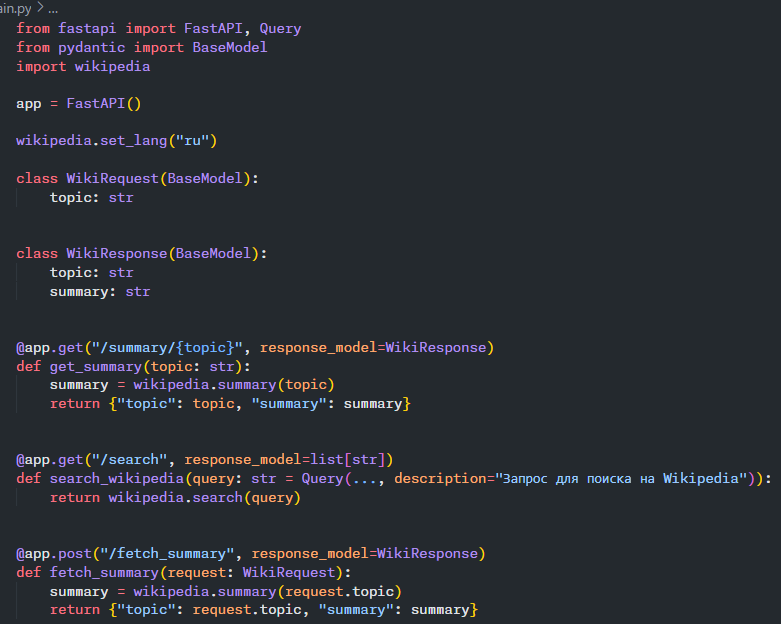 ain.py > ...
from fastapi import FastAPI, Query
from pydantic import BaseModel
import wikipedia
app = FastAPI()
wikipedia.set_lang("ru")
class WikiRequest(BaseModel):
    topic: str
class WikiResponse(BaseModel):
    topic: str
    summary: str
@app.get("/summary/{topic}", response_model=WikiResponse)
def get_summary(topic: str):
    summary = wikipedia.summary(topic)
    return {"topic": topic, "summary": summary}
@app.get("/search", response_model=list[str])
def search_wikipedia(query: str = Query(..., description="Запрос для поиска на Wikipedia")):
    return wikipedia.search(query)
@app.post("/fetch_summary", response_model=WikiResponse)
def fetch_summary(request: WikiRequest):
    summary = wikipedia.summary(request.topic)
    return {"topic": request.topic, "summary": summary}